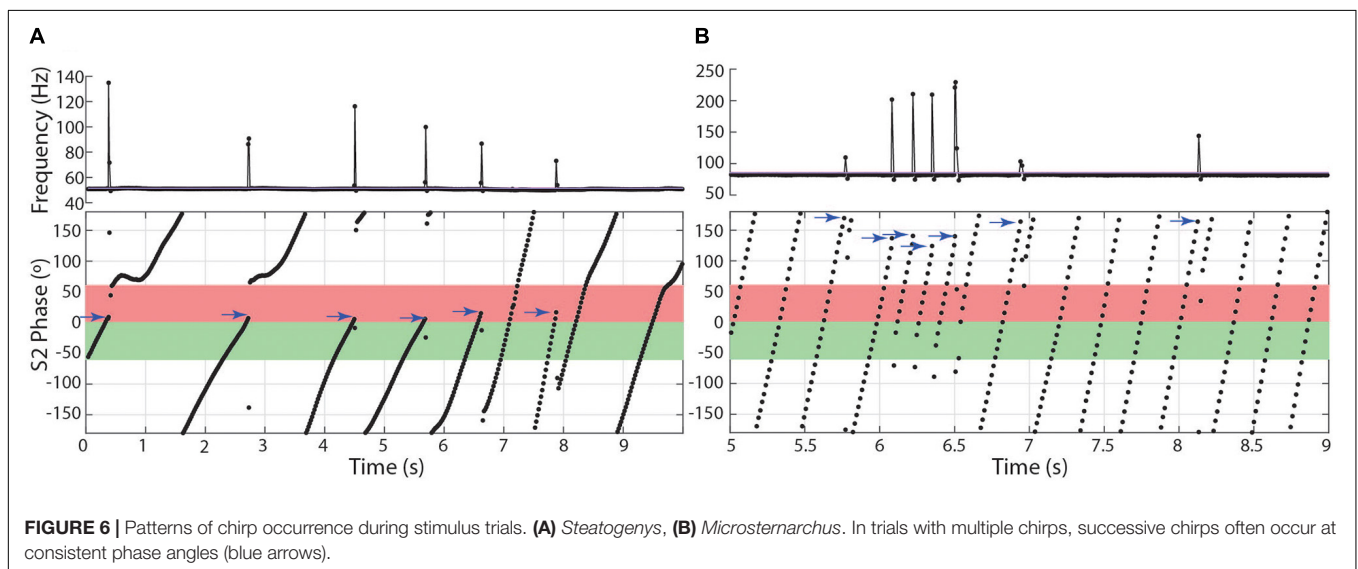 A
B
Frequency (Hz)
140
120
100
80
60
40
250
200
150
100
50
S2 Phase (º)
150
100
50
0
-50
-100
-150
150
100
50
0
-50
-100
-150
0 1 2 3 4 5 6 7 8 9
Time (s)
5 5.5 6 6.5 7 7.5 8 8.5 9
Time (s)
FIGURE 6 | Patterns of chirp occurrence during stimulus trials. (A) Steatogenys, (B) Microsternarchus. In trials with multiple chirps, successive chirps often occur at
consistent phase angles (blue arrows).